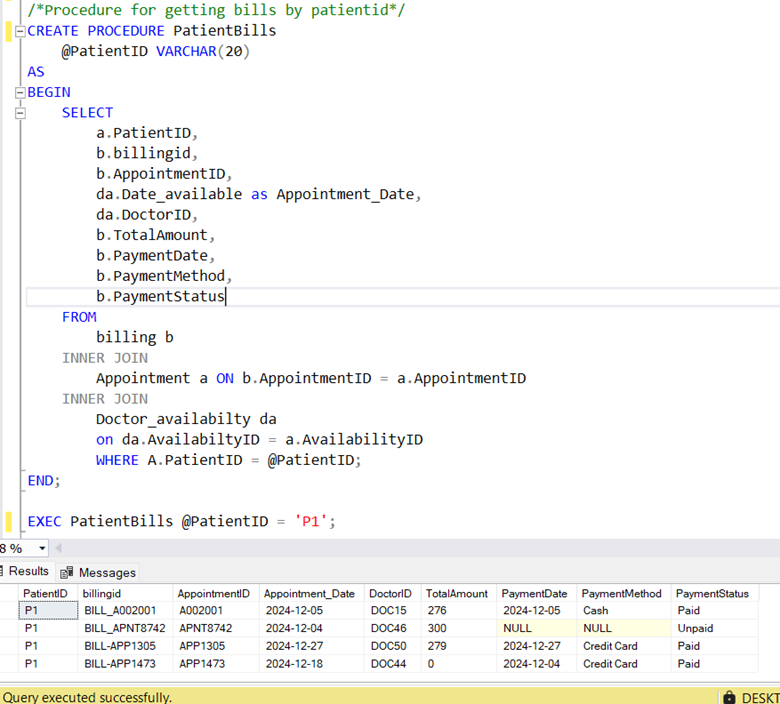 /*Procedure for getting bills by patientid*/
CREATE PROCEDURE PatientBills
@PatientID VARCHAR(20)
AS
BEGIN
SELECT
a.PatientID,
b.billingid,
b.AppointmentID,
da.Date_available as Appointment_Date,
da.DoctorID,
b.TotalAmount,
b.PaymentDate,
b.PaymentMethod,
b.PaymentStatus
FROM
billing b
INNER JOIN
Appointment a ON b.AppointmentID = a.AppointmentID
INNER JOIN
Doctor_availabilty da
on da.AvailabiltyID = a.AvailabilityID
WHERE A.PatientID = @PatientID;
END;
EXEC PatientBills @PatientID = 'P1';
8 %
Results Messages
PatientID billingid AppointmentID Appointment_Date DoctorID TotalAmount PaymentDate PaymentMethod PaymentStatus
P1 BILL_A002001 A002001 2024-12-05 DOC15 276 2024-12-05 Cash Paid
P1 BILL_APNT8742 APNT8742 2024-12-04 DOC46 300 NULL NULL Unpaid
P1 BILL-APP1305 APP1305 2024-12-27 DOC50 279 2024-12-27 Credit Card Paid
P1 BILL-APP1473 APP1473 2024-12-18 DOC44 0 2024-12-04 Credit Card Paid
Query executed successfully. DESKT